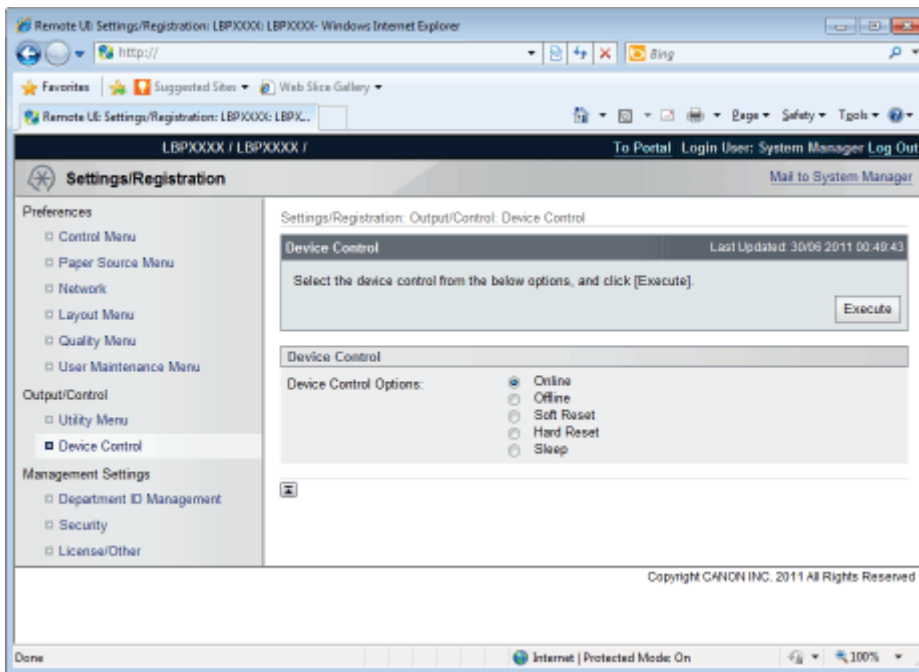 Remote UI: Settings/Registration: LBPXXXX: LBPXXXX- Windows Internet Explorer
http://
Bing
Favorites Suggested Sites Web Slice Gallery
Remote UI: Settings/Registration: LBPXXXX: LBPX...
Page Safety Tools
LBPXXXX / LBPXXXX /
To Portal Login User: System Manager Log Out
Settings/Registration
Mail to System Manager
Preferences
Control Menu
Paper Source Menu
Network
Layout Menu
Quality Menu
User Maintenance Menu
Output/Control
Utility Menu
Device Control
Management Settings
Department ID Management
Security
License/Other
Settings/Registration: Output/Control: Device Control
Device Control
Last Updated: 30/06 2011 00:49:43
Select the device control from the below options, and click [Execute].
Execute
Device Control
Device Control Options:
Online
Offline
Soft Reset
Hard Reset
Sleep
Copyright CANON INC. 2011 All Rights Reserved
Done
Internet | Protected Mode: On
100%